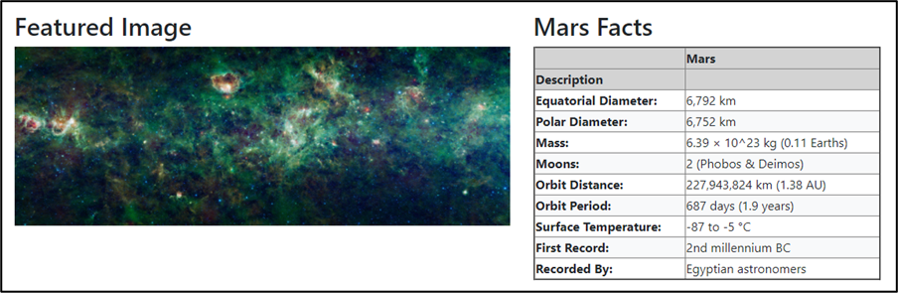 Featured Image
Mars Facts
Mars
Description
Equatorial Diameter: 6,792 km
Polar Diameter: 6,752 km
Mass: 6.39 × 10^23 kg (0.11 Earths)
Moons: 2 (Phobos & Deimos)
Orbit Distance: 227,943,824 km (1.38 AU)
Orbit Period: 687 days (1.9 years)
Surface Temperature: -87 to -5 °C
First Record: 2nd millennium BC
Recorded By: Egyptian astronomers